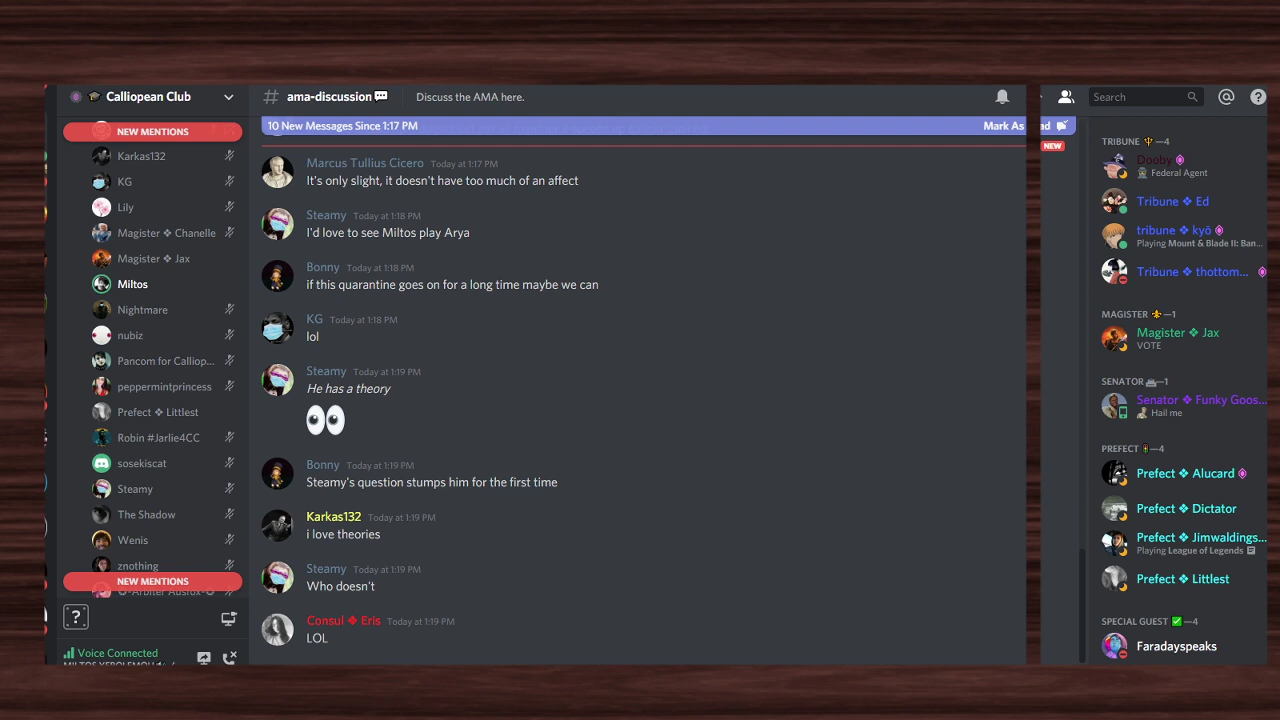 Calliopean Club
NEW MENTIONS
Karkas132
KG
Lily
Magister ❖ Chanelle
Magister ❖ Jax
Miltos
Nightmare
nubiz
Pancom for Calliop...
peppermintprincess
Prefect ❖ Littlest
Robin #Jarlie4CC
sosekiscat
Steamy
The Shadow
Wenis
znothing
NEW MENTIONS
?
Voice Connected
# ama-discussion💬
Discuss the AMA here.
10 New Messages Since 1:17 PM
Mark As
ad
NEW
Marcus Tullius Cicero Today at 1:17 PM
It's only slight, it doesn't have too much of an affect
Steamy Today at 1:18 PM
I'd love to see Miltos play Arya
Bonny Today at 1:18 PM
if this quarantine goes on for a long time maybe we can
KG Today at 1:18 PM
lol
Steamy Today at 1:19 PM
He has a theory
👀
Bonny Today at 1:19 PM
Steamy's question stumps him for the first time
Karkas132 Today at 1:19 PM
i love theories
Steamy Today at 1:19 PM
Who doesn't
Consul ❖ Eris Today at 1:19 PM
LOL
Search
@
?
TRIBUNE 🔱—4
Dooby
Federal Agent
Tribune ❖ Ed
tribune ❖ kyō
Playing Mount & Blade II: Ban...
Tribune ❖ thottom...
MAGISTER ⚜—1
Magister ❖ Jax
VOTE
SENATOR —1
Senator ❖ Funky Goos...
Hail me
PREFECT —4
Prefect ❖ Alucard
Prefect ❖ Dictator
Prefect ❖ Jimwaldings...
Playing League of Legends
Prefect ❖ Littlest
SPECIAL GUEST ✅—4
Faradayspeaks